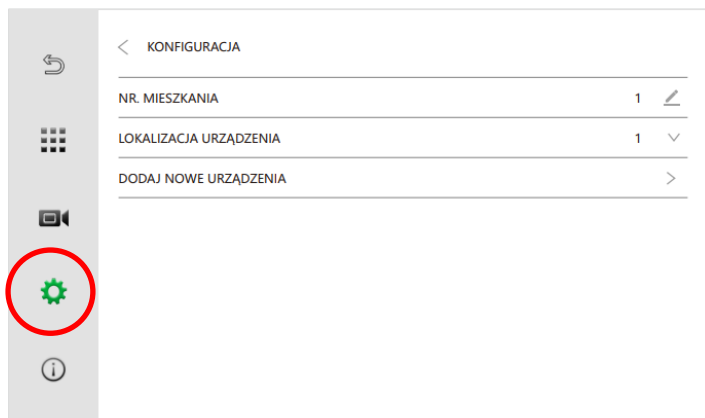 KONFIGURACJA
NR. MIESZKANIA 1
LOKALIZACJA URZĄDZENIA 1
DODAJ NOWE URZĄDZENIA